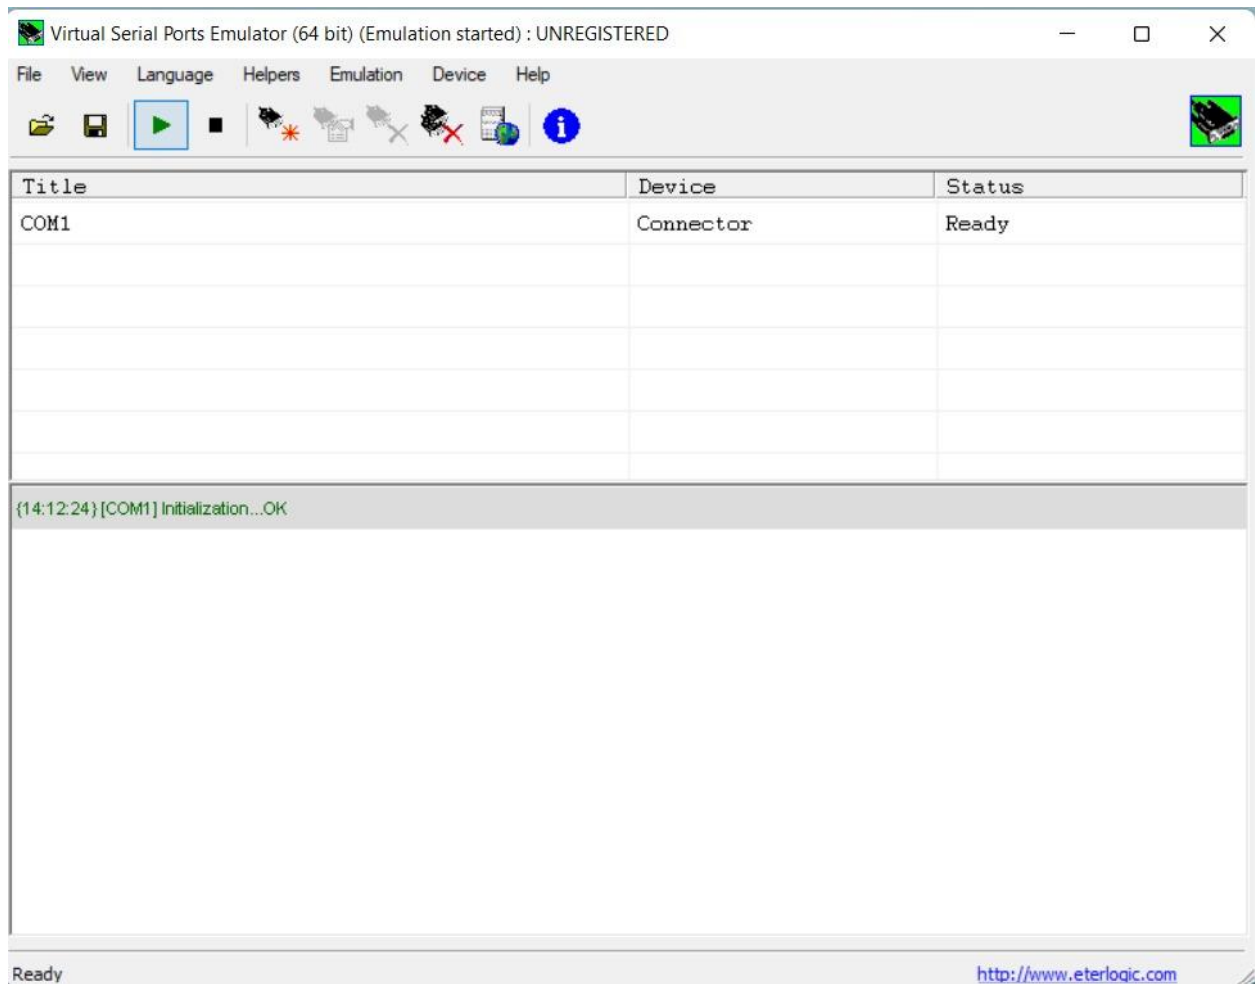 Virtual Serial Ports Emulator (64 bit) (Emulation started) : UNREGISTERED
File View Language Helpers Emulation Device Help
Title Device Status
COM1 Connector Ready
{14:12:24} [COM1] Initialization...OK
Ready http://www.eterlogic.com